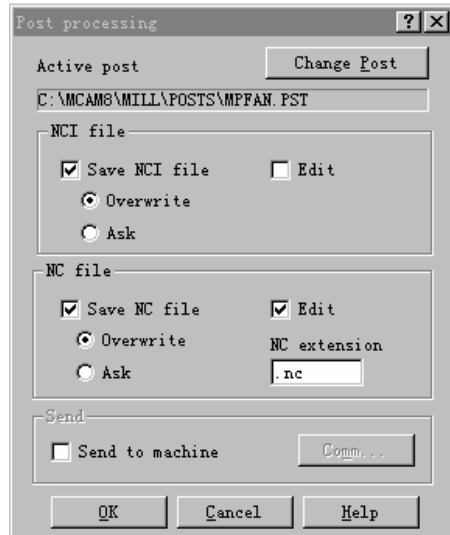 Post processing
Active post
Change Post
C:\MCAM8\MILL\POSTS\MPFAN.PST
NCI file
Save NCI file
Edit
Overwrite
Ask
NC file
Save NC file
Edit
Overwrite
NC extension
Ask
.nc
Send
Send to machine
Comm...
OK
Cancel
Help